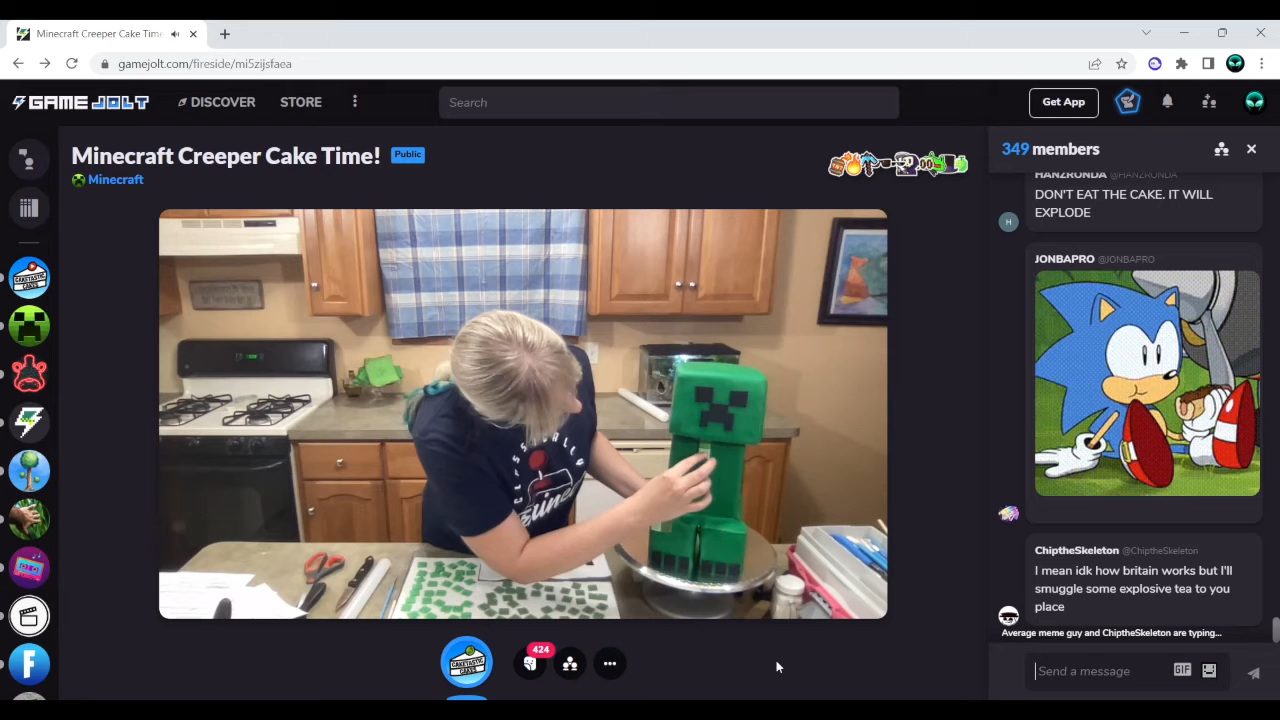 Minecraft Creeper Cake Time
gamejolt.com/fireside/mi5zijsfaea
GAME JOLT
DISCOVER
STORE
Search
Get App
Minecraft Creeper Cake Time!
Public
Minecraft
349 members
HANZRONDA @HANZRONDA
DON'T EAT THE CAKE. IT WILL
EXPLODE
H
JONBAPRO @JONBAPRO
ChiptheSkeleton @ChiptheSkeleton
I mean idk how britain works but I'll
smuggle some explosive tea to you
place
Average meme guy and ChiptheSkeleton are typing...
CAKETASTIC
CAKES
424
Send a message
GIF